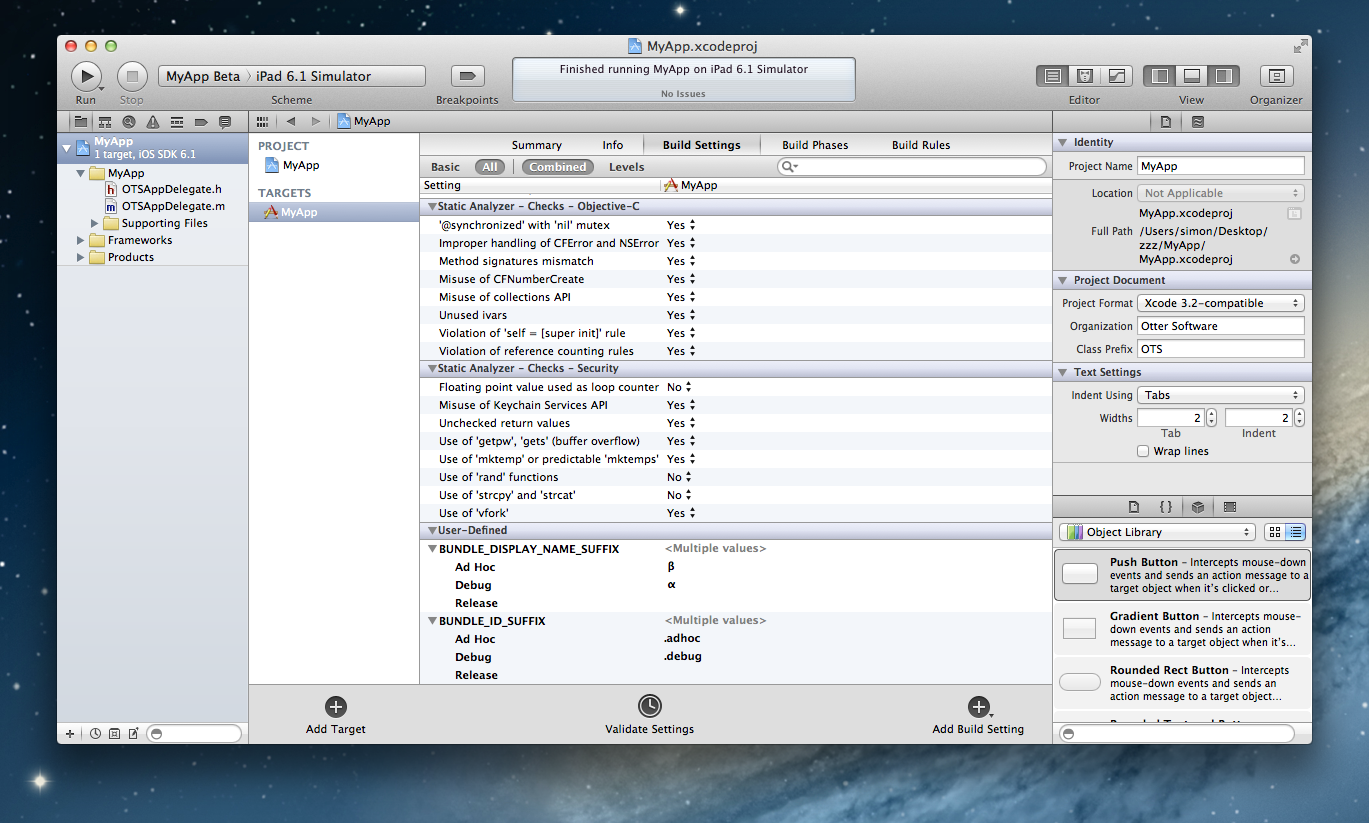 MyApp.xcodeproj
MyApp Beta › iPad 6.1 Simulator
Finished running MyApp on iPad 6.1 Simulator
No Issues
Run
Stop
Scheme
Breakpoints
Editor
View
Organizer
MyApp
MyApp
1 target, iOS SDK 6.1
MyApp
h OTSAppDelegate.h
m OTSAppDelegate.m
Supporting Files
Frameworks
Products
PROJECT
MyApp
TARGETS
MyApp
Summary
Info
Build Settings
Build Phases
Build Rules
Basic
All
Combined
Levels
Setting
MyApp
Static Analyzer – Checks – Objective-C
'@synchronized' with 'nil' mutex Yes
Improper handling of CFError and NSError Yes
Method signatures mismatch Yes
Misuse of CFNumberCreate Yes
Misuse of collections API Yes
Unused ivars Yes
Violation of 'self = [super init]' rule Yes
Violation of reference counting rules Yes
Static Analyzer – Checks – Security
Floating point value used as loop counter No
Misuse of Keychain Services API Yes
Unchecked return values Yes
Use of 'getpw', 'gets' (buffer overflow) Yes
Use of 'mktemp' or predictable 'mktemps' Yes
Use of 'rand' functions No
Use of 'strcpy' and 'strcat' No
Use of 'vfork' Yes
User-Defined
BUNDLE_DISPLAY_NAME_SUFFIX <Multiple values>
Ad Hoc β
Debug α
Release
BUNDLE_ID_SUFFIX <Multiple values>
Ad Hoc .adhoc
Debug .debug
Release
Add Target
Validate Settings
Add Build Setting
Identity
Project Name MyApp
Location Not Applicable
MyApp.xcodeproj
Full Path /Users/simon/Desktop/
zzz/MyApp/
MyApp.xcodeproj
Project Document
Project Format Xcode 3.2-compatible
Organization Otter Software
Class Prefix OTS
Text Settings
Indent Using Tabs
Widths 2 2
Tab Indent
Wrap lines
{ }
Object Library
Push Button – Intercepts mouse-down
events and sends an action message to a
target object when it's clicked or...
Gradient Button – Intercepts mouse-
down events and sends an action
message to a target object when it's...
Rounded Rect Button – Intercepts
mouse-down events and sends an
action message to a target object...